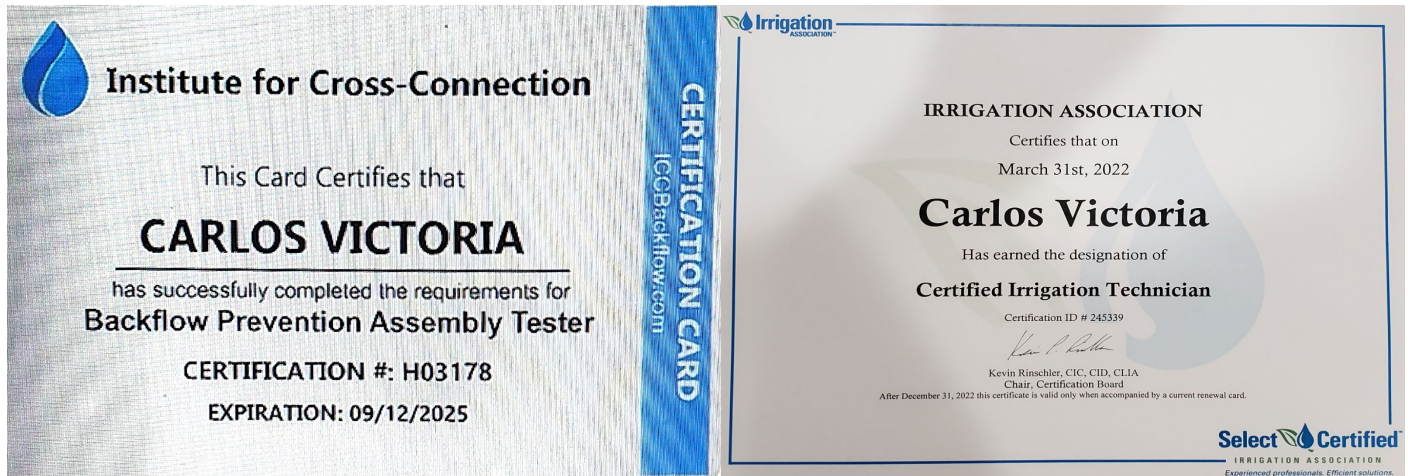 Institute for Cross-Connection
This Card Certifies that
CARLOS VICTORIA
has successfully completed the requirements for
Backflow Prevention Assembly Tester
CERTIFICATION #: H03178
EXPIRATION: 09/12/2025
CERTIFICATION CARD
ICCBackflow.com
Irrigation
ASSOCIATION™
IRRIGATION ASSOCIATION
Certifies that on
March 31st, 2022
Carlos Victoria
Has earned the designation of
Certified Irrigation Technician
Certification ID # 245339
Kevin Rinschler, CIC, CID, CLIA
Chair, Certification Board
After December 31, 2022 this certificate is valid only when accompanied by a current renewal card.
Select Certified™
IRRIGATION ASSOCIATION
Experienced professionals. Efficient solutions.